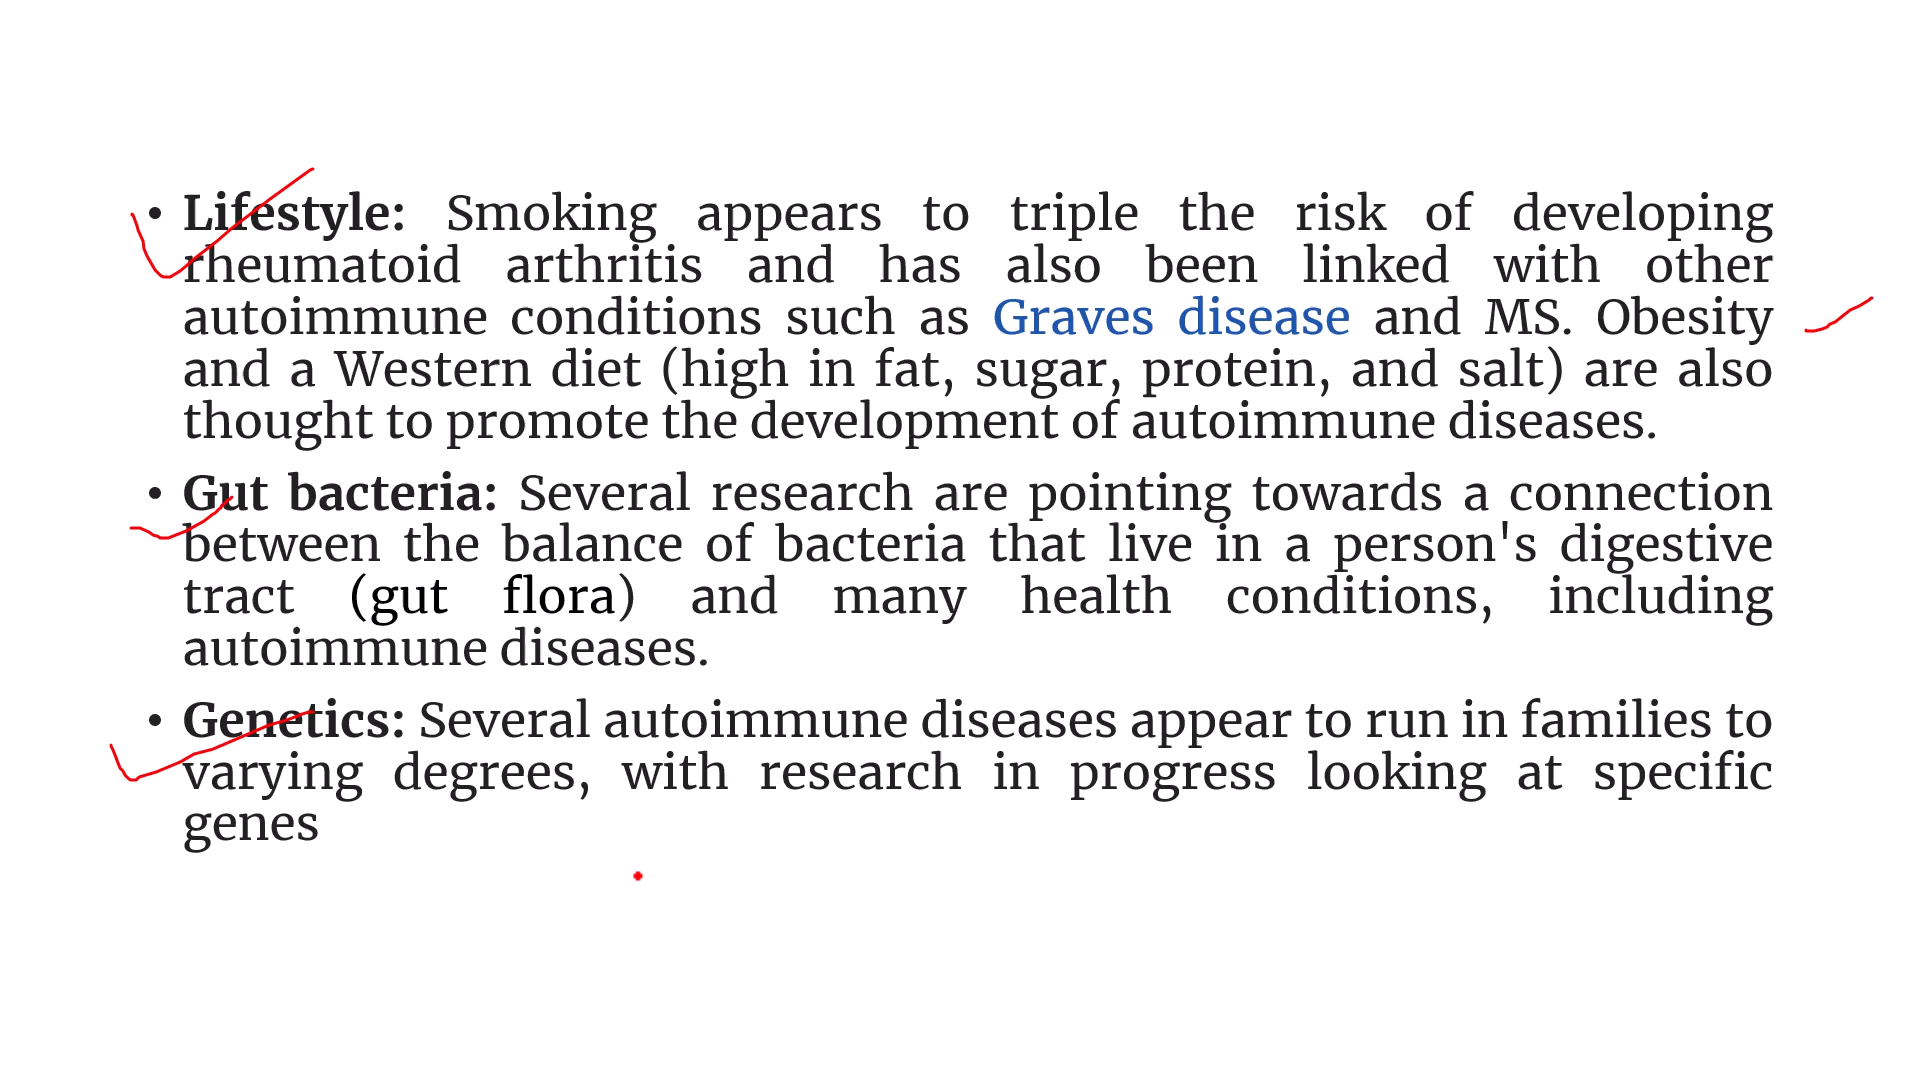 • Lifestyle: Smoking appears to triple the risk of developing
rheumatoid arthritis and has also been linked with other
autoimmune conditions such as Graves disease and MS. Obesity
and a Western diet (high in fat, sugar, protein, and salt) are also
thought to promote the development of autoimmune diseases.
• Gut bacteria: Several research are pointing towards a connection
between the balance of bacteria that live in a person's digestive
tract (gut flora) and many health conditions, including
autoimmune diseases.
• Genetics: Several autoimmune diseases appear to run in families to
varying degrees, with research in progress looking at specific
genes